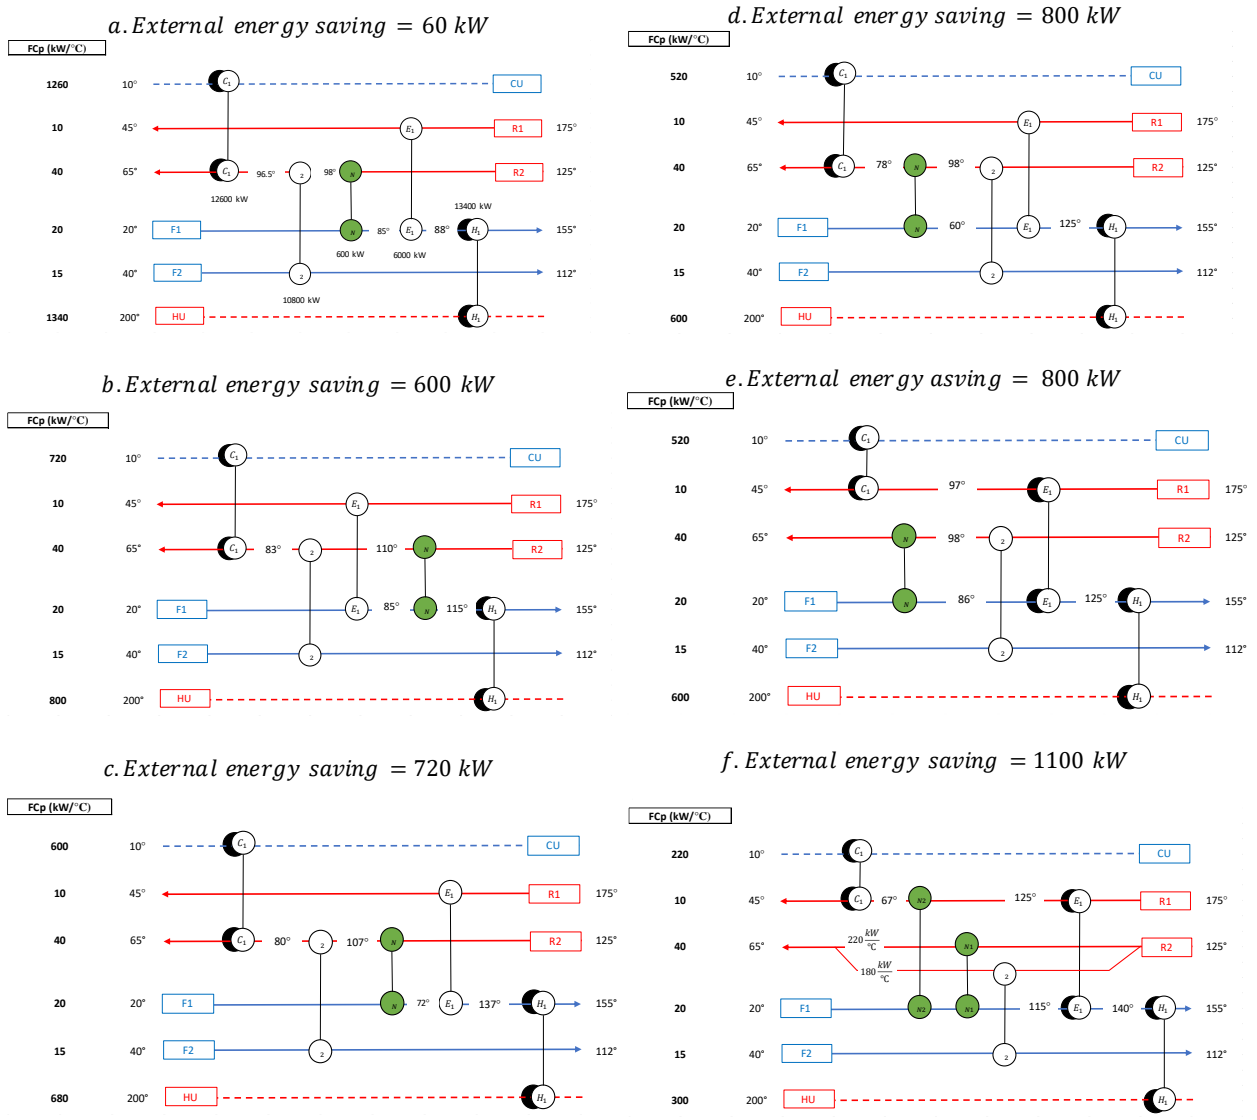 a. External energy saving = 60 kW
FCp (kW/°C)
1260 10° C1 CU
10 45° E1 R1 175°
40 65° C1 96.5° 2 98° N R2 125°
12600 kW 13400 kW
20 20° F1 N 85° E1 88° H1 155°
600 kW 6000 kW
15 40° F2 2 112°
10800 kW
1340 200° HU H1
b. External energy saving = 600 kW
FCp (kW/°C)
720 10° C1 CU
10 45° E1 R1 175°
40 65° C1 83° 2 110° N R2 125°
20 20° F1 E1 85° N 115° H1 155°
15 40° F2 2 112°
800 200° HU H1
c. External energy saving = 720 kW
FCp (kW/°C)
600 10° C1 CU
10 45° E1 R1 175°
40 65° C1 80° 2 107° N R2 125°
20 20° F1 N 72° E1 137° H1 155°
15 40° F2 2 112°
680 200° HU H1
d. External energy saving = 800 kW
FCp (kW/°C)
520 10° C1 CU
10 45° E1 R1 175°
40 65° C1 78° N 98° 2 R2 125°
20 20° F1 N 60° E1 125° H1 155°
15 40° F2 2 112°
600 200° HU H1
e. External energy asving = 800 kW
FCp (kW/°C)
520 10° C1 CU
10 45° C1 97° E1 R1 175°
40 65° N 98° 2 R2 125°
20 20° F1 N 86° E1 125° H1 155°
15 40° F2 2 112°
600 200° HU H1
f. External energy saving = 1100 kW
FCp (kW/°C)
220 10° C1 CU
10 45° C1 67° N2 125° E1 R1 175°
40 65° 220 kW/°C N1 R2 125°
180 kW/°C 2
20 20° F1 N2 N1 115° E1 140° H1 155°
15 40° F2 2 112°
300 200° HU H1